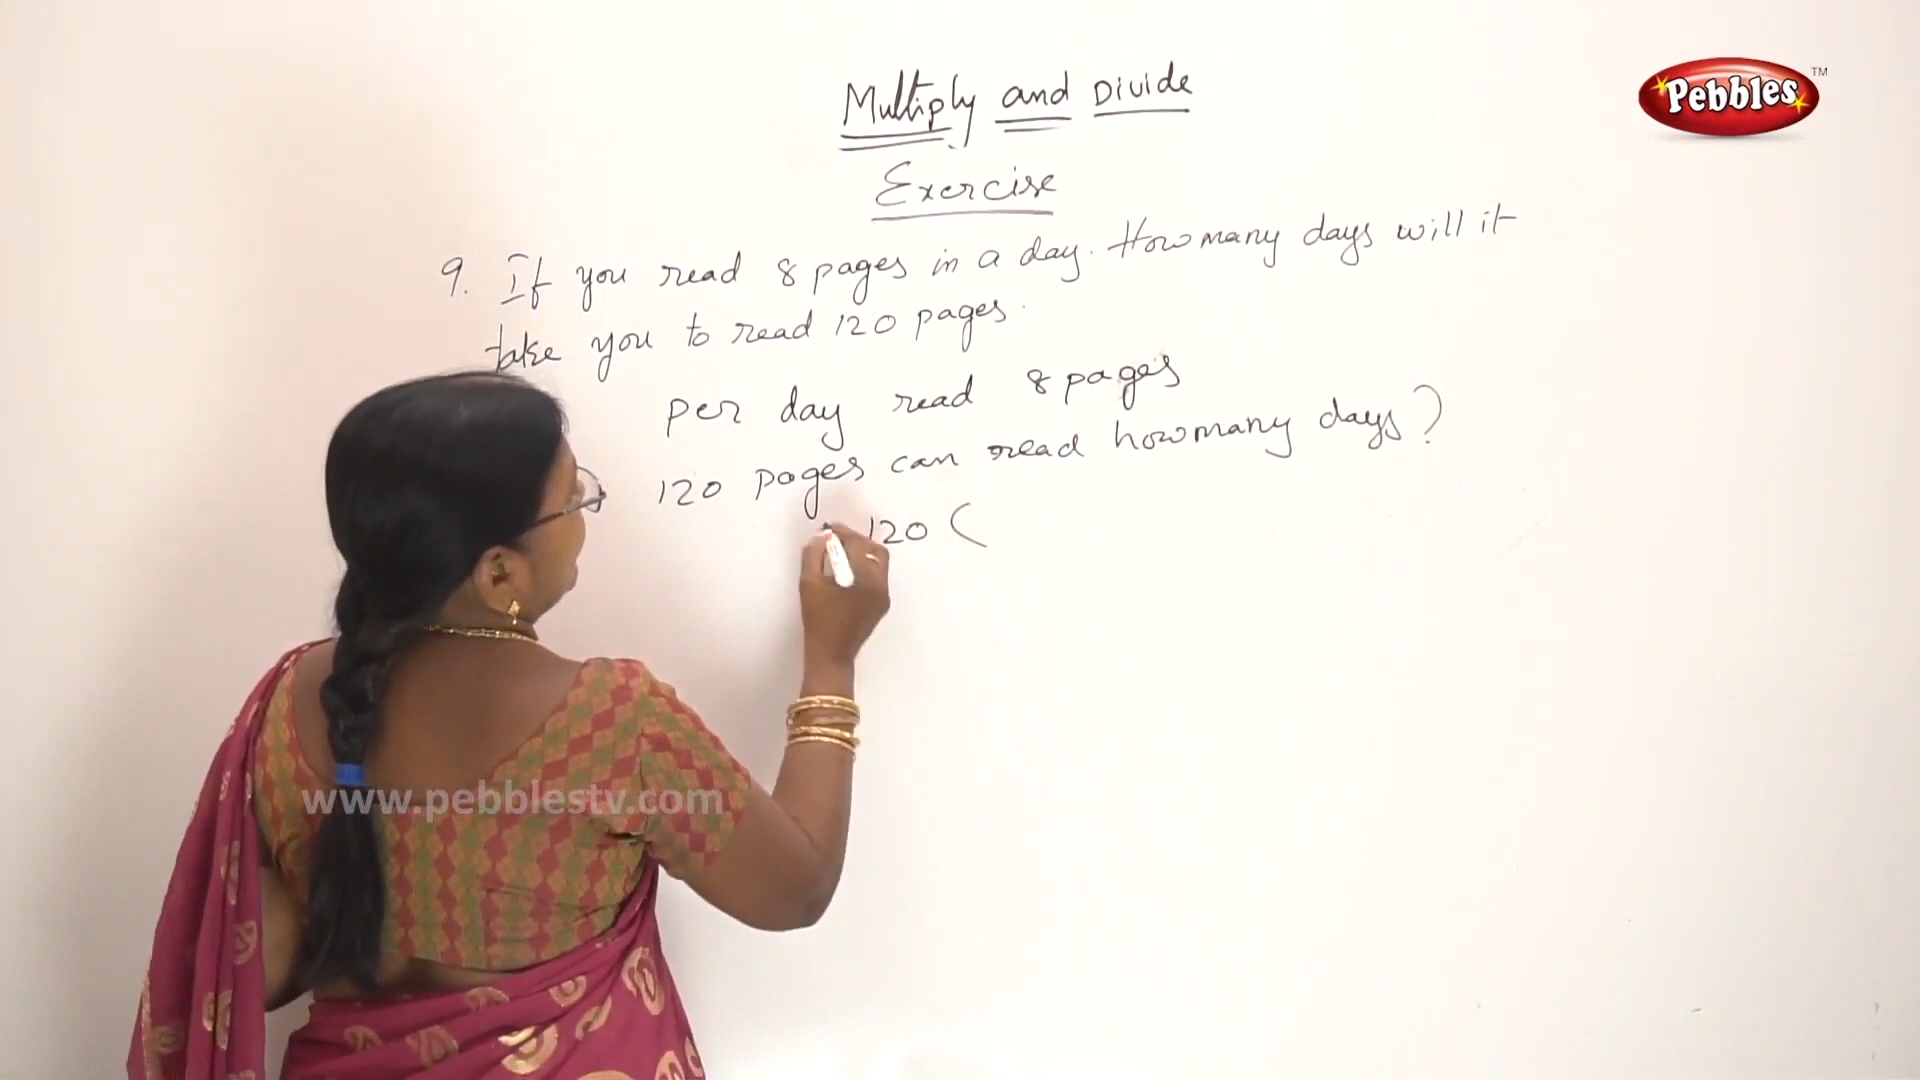 Multiply and Divide
Pebbles TM
Exercise
9. If you read 8 pages in a day. How many days will it
take you to read 120 pages.
per day read 8 pages
120 pages can read how many days?
120 (
www.pebblestv.com